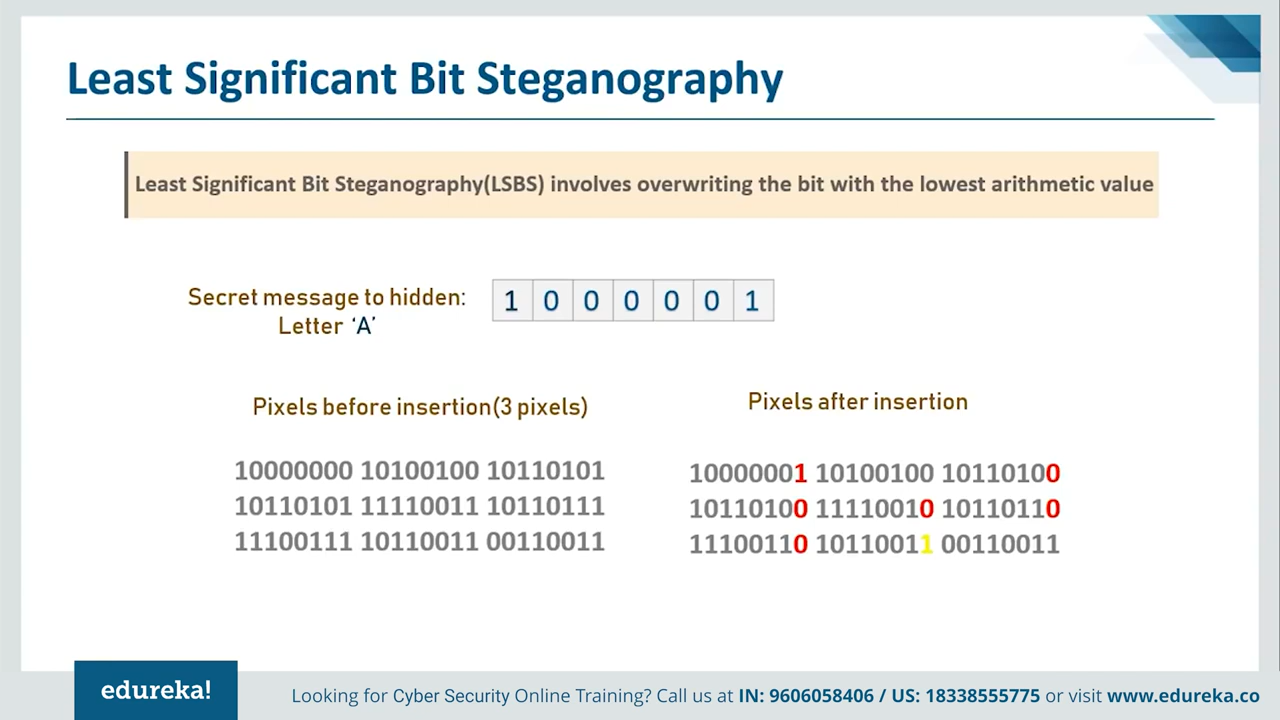 Least Significant Bit Steganography
Least Significant Bit Steganography(LSBS) involves overwriting the bit with the lowest arithmetic value
Secret message to hidden:
Letter ‘A’
1 0 0 0 0 0 1
Pixels before insertion(3 pixels)
10000000 10100100 10110101
10110101 11110011 10110111
11100111 10110011 00110011
Pixels after insertion
10000001 10100100 10110100
10110100 11110010 10110110
11100110 10110011 00110011
edureka!
Looking for Cyber Security Online Training? Call us at IN: 9606058406 / US: 18338555775 or visit www.edureka.co